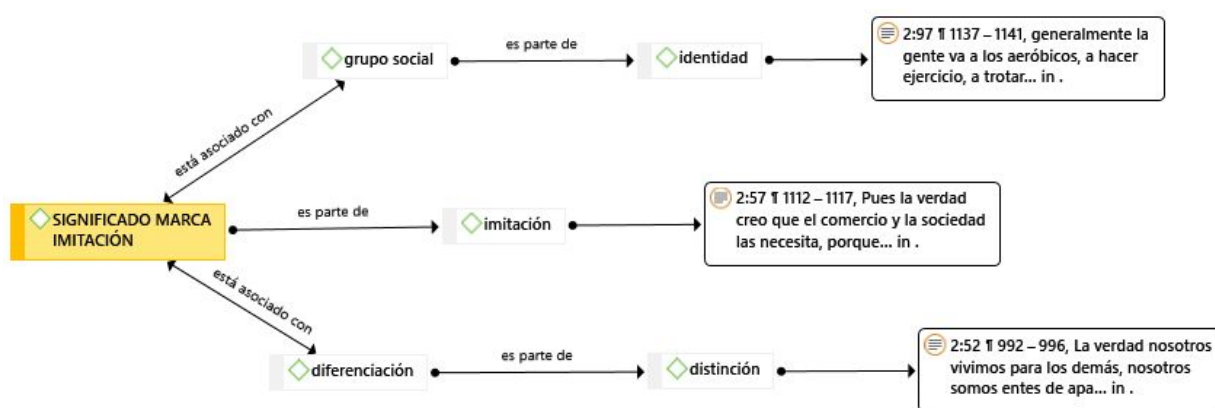 2:97 ¶ 1137 – 1141, generalmente la
gente va a los aeróbicos, a hacer
ejercicio, a trotar... in .
es parte de
grupo social
identidad
está asociado con
SIGNIFICADO MARCA
IMITACIÓN
es parte de
imitación
2:57 ¶ 1112 – 1117, Pues la verdad
creo que el comercio y la sociedad
las necesita, porque... in .
está asociado con
diferenciación
es parte de
distinción
2:52 ¶ 992 – 996, La verdad nosotros
vivimos para los demás, nosotros
somos entes de apa... in .